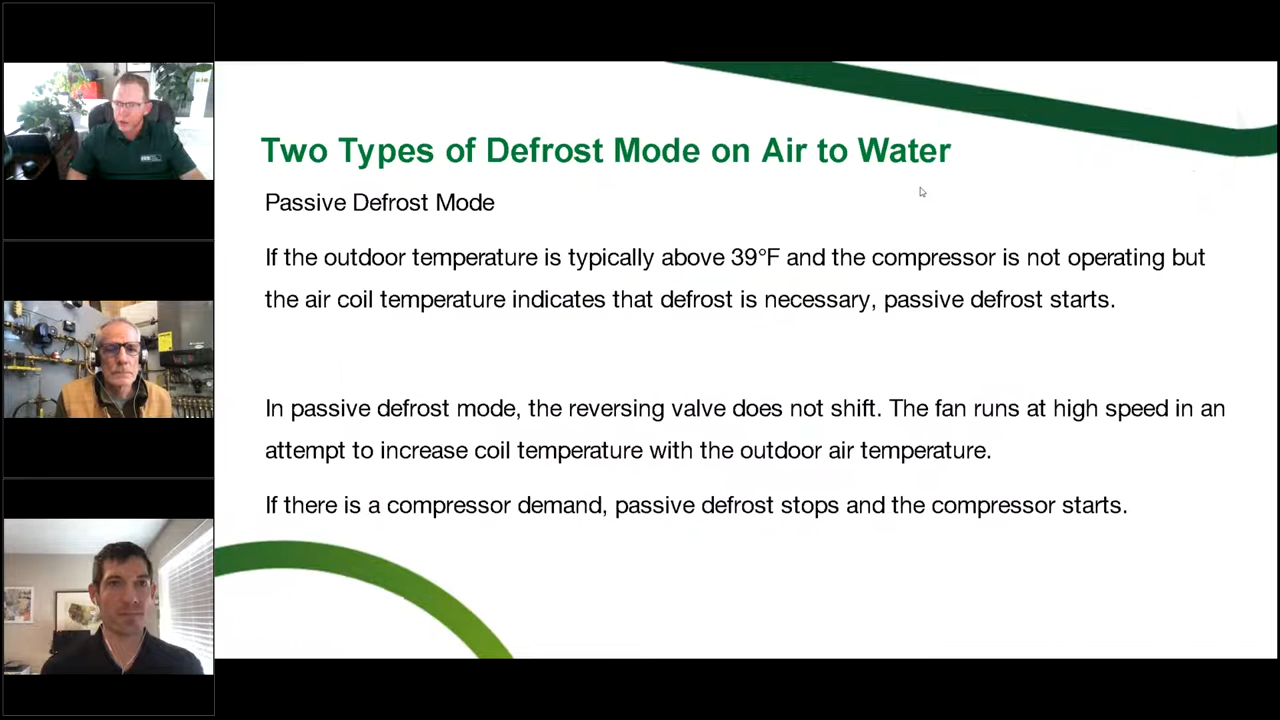 Two Types of Defrost Mode on Air to Water
Passive Defrost Mode
If the outdoor temperature is typically above 39°F and the compressor is not operating but
the air coil temperature indicates that defrost is necessary, passive defrost starts.
In passive defrost mode, the reversing valve does not shift. The fan runs at high speed in an
attempt to increase coil temperature with the outdoor air temperature.
If there is a compressor demand, passive defrost stops and the compressor starts.